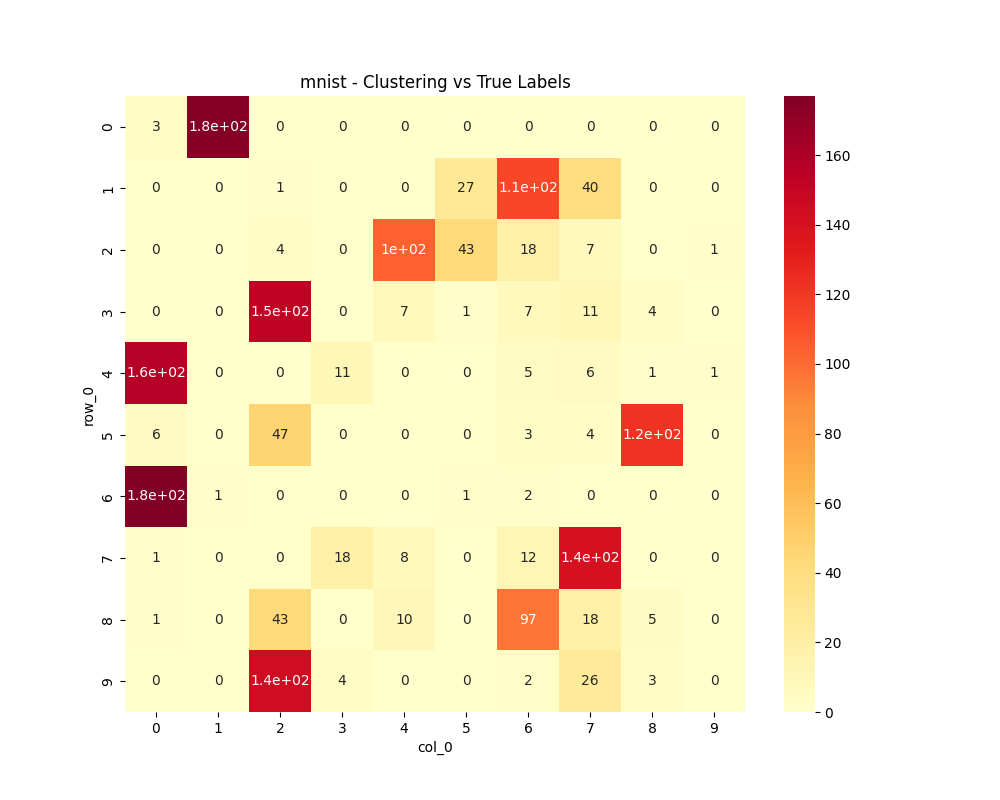 mnist - Clustering vs True Labels
0 3 1.8e+02 0 0 0 0 0 0 0 0
1 0 0 1 0 0 27 1.1e+02 40 0 0
2 0 0 4 0 1e+02 43 18 7 0 1
3 0 0 1.5e+02 0 7 1 7 11 4 0
4 1.6e+02 0 0 11 0 0 5 6 1 1
5 6 0 47 0 0 0 3 4 1.2e+02 0
6 1.8e+02 1 0 0 0 1 2 0 0 0
7 1 0 0 18 8 0 12 1.4e+02 0 0
8 1 0 43 0 10 0 97 18 5 0
9 0 0 1.4e+02 4 0 0 2 26 3 0
0 1 2 3 4 5 6 7 8 9
col_0
row_0
160
140
120
100
80
60
40
20
0